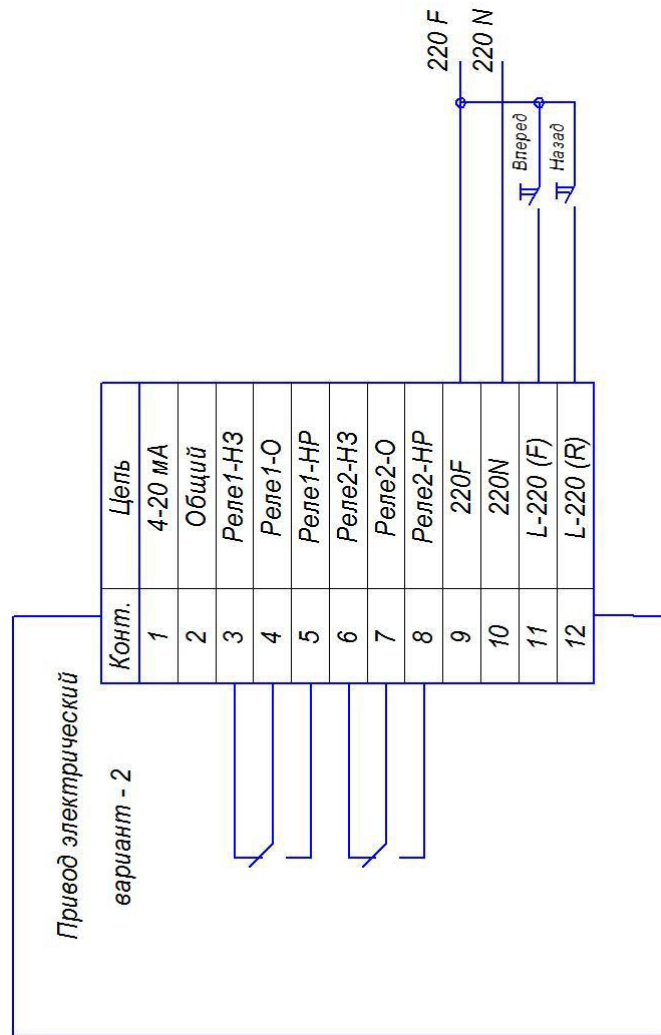 Привод электрический
вариант - 2
Конт. Цепь
1 4-20 мА
2 Общий
3 Реле1-НЗ
4 Реле1-О
5 Реле1-НР
6 Реле2-НЗ
7 Реле2-О
8 Реле2-НР
9 220F
10 220N
11 L-220 (F)
12 L-220 (R)
220 F
220 N
Вперед
Назад